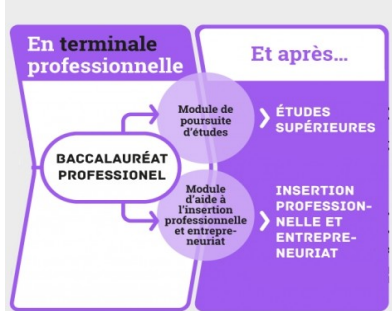 En terminale
professionnelle
Et après...
BACCALAURÉAT
PROFESSIONEL
Module de
poursuite
d'études
ÉTUDES
SUPÉRIEURES
Module
d'aide à
l'insertion
professionnelle
et entrepre-
neuriat
INSERTION
PROFESSION-
NELLE ET
ENTREPRE-
NEURIAT